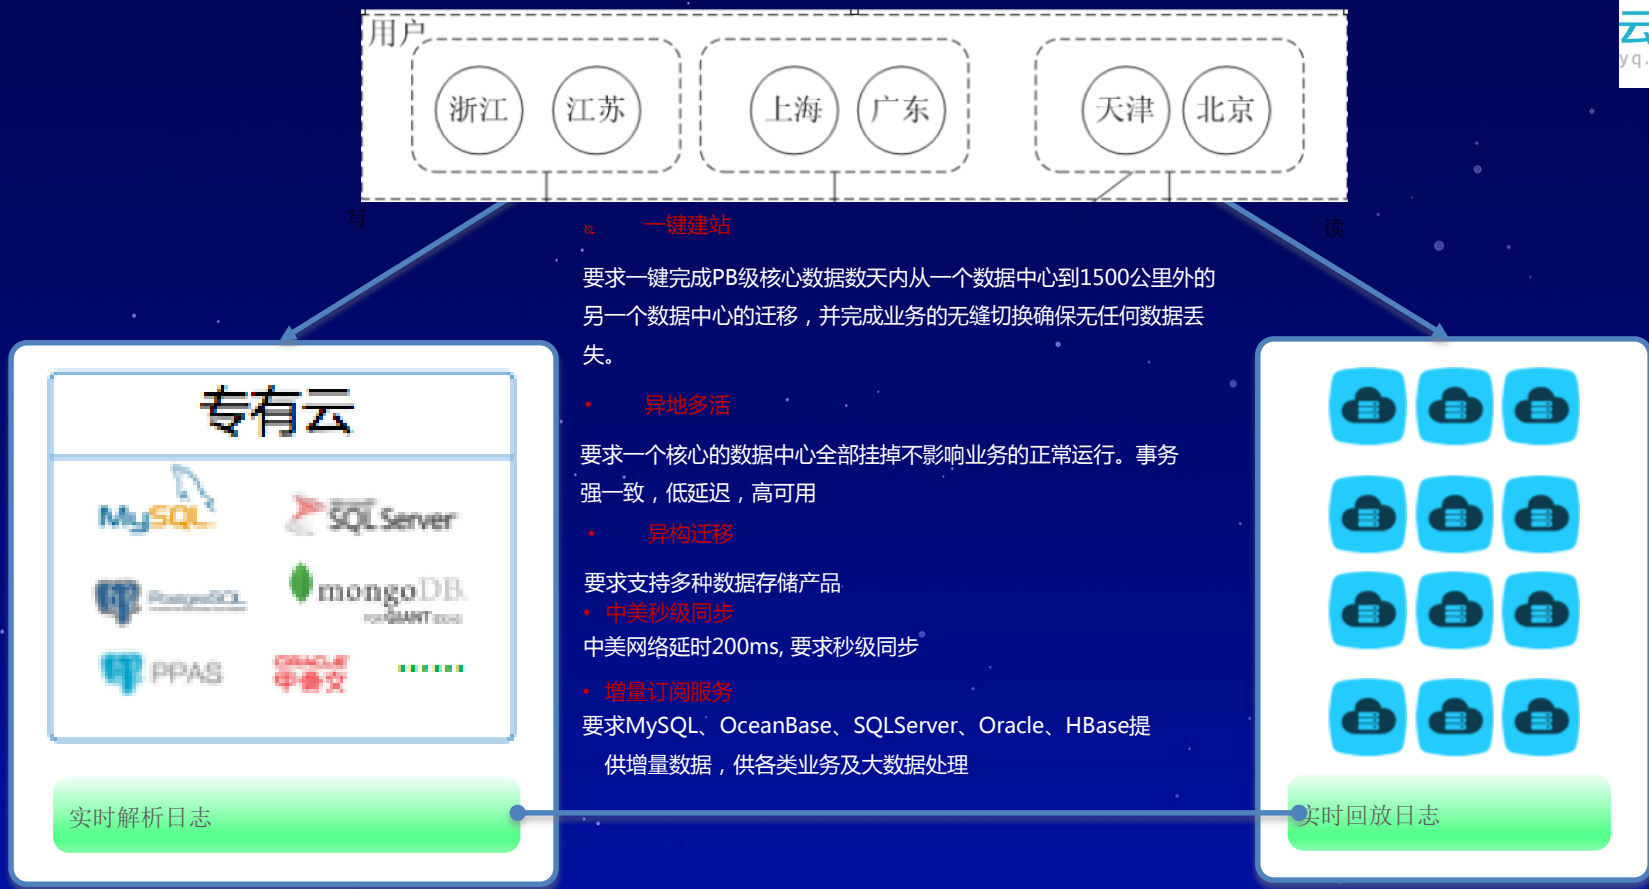 云
yq.
用户
浙江
江苏
上海
广东
天津
北京
写
读
一键建站
要求一键完成PB级核心数据数天内从一个数据中心到1500公里外的
另一个数据中心的迁移，并完成业务的无缝切换确保无任何数据丢
失。
• 异地多活
要求一个核心的数据中心全部挂掉不影响业务的正常运行。事务
强一致，低延迟，高可用
• 异构迁移
要求支持多种数据存储产品
• 中美秒级同步
中美网络延时200ms, 要求秒级同步
• 增量订阅服务
要求MySQL、OceanBase、SQLServer、Oracle、HBase提
供增量数据，供各类业务及大数据处理
专有云
MySQL
SQL Server
PostgreSQL
mongoDB
FOR GIANT IDEAS
PPAS
ORACLE
甲骨文
实时解析日志
实时回放日志